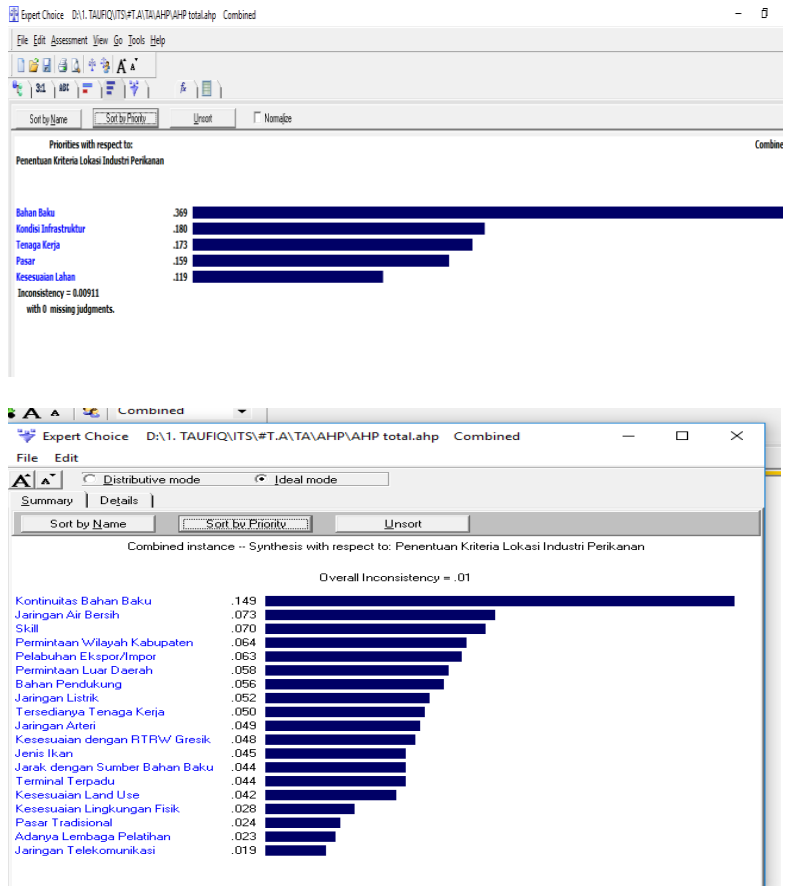 Expert Choice D:\1. TAUFIQ\ITS\#T.A\TA\AHP\AHP total.ahp Combined
File Edit Assessment View Go Tools Help
A A
3:1 ABC
Sort by Name Sort by Priority Unsort Normalize
Priorities with respect to: Combine
Penentuan Kriteria Lokasi Industri Perikanan
Bahan Baku .369
Kondisi Infrastruktur .180
Tenaga Kerja .173
Pasar .159
Kesesuaian Lahan .119
Inconsistency = 0.00911
with 0 missing judgments.
A A Combined
Expert Choice D:\1. TAUFIQ\ITS\#T.A\TA\AHP\AHP total.ahp Combined
File Edit
A A Distributive mode Ideal mode
Summary Details
Sort by Name Sort by Priority Unsort
Combined instance -- Synthesis with respect to: Penentuan Kriteria Lokasi Industri Perikanan
Overall Inconsistency = .01
Kontinuitas Bahan Baku .149
Jaringan Air Bersih .073
Skill .070
Permintaan Wilayah Kabupaten .064
Pelabuhan Ekspor/Impor .063
Permintaan Luar Daerah .058
Bahan Pendukung .056
Jaringan Listrik .052
Tersedianya Tenaga Kerja .050
Jaringan Arteri .049
Kesesuaian dengan RTRW Gresik .048
Jenis Ikan .045
Jarak dengan Sumber Bahan Baku .044
Terminal Terpadu .044
Kesesuaian Land Use .042
Kesesuaian Lingkungan Fisik .028
Pasar Tradisional .024
Adanya Lembaga Pelatihan .023
Jaringan Telekomunikasi .019